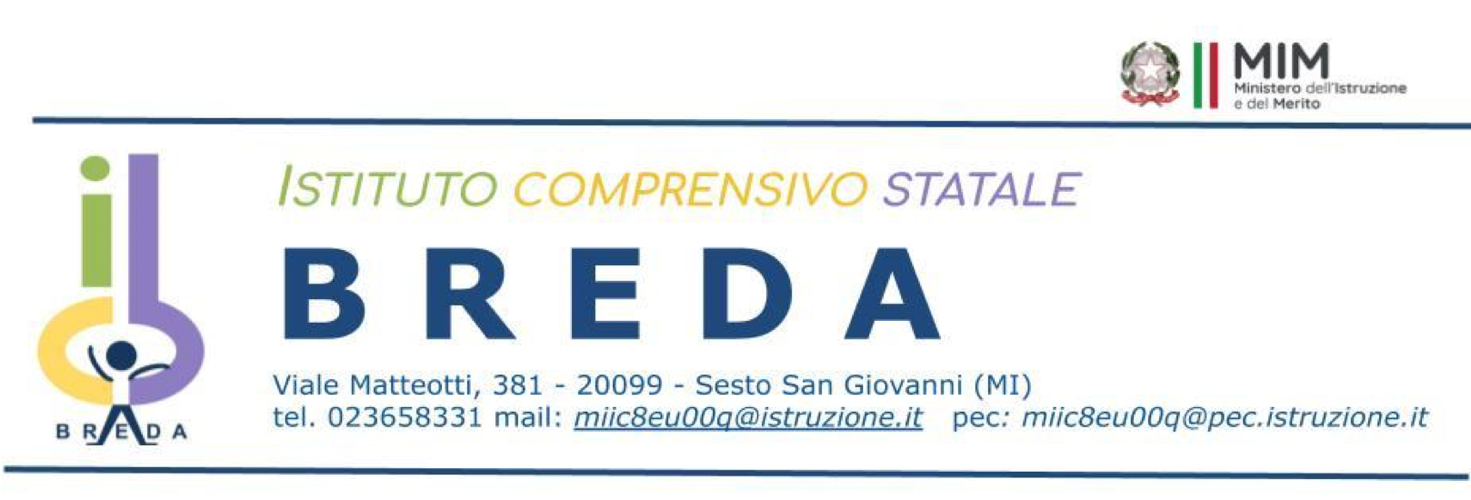 MIM
Ministero dell'Istruzione
e del Merito
ISTITUTO COMPRENSIVO STATALE
BREDA
Viale Matteotti, 381 - 20099 - Sesto San Giovanni (MI)
tel. 023658331 mail: miic8eu00q@istruzione.it pec: miic8eu00q@pec.istruzione.it
icb
BREDA